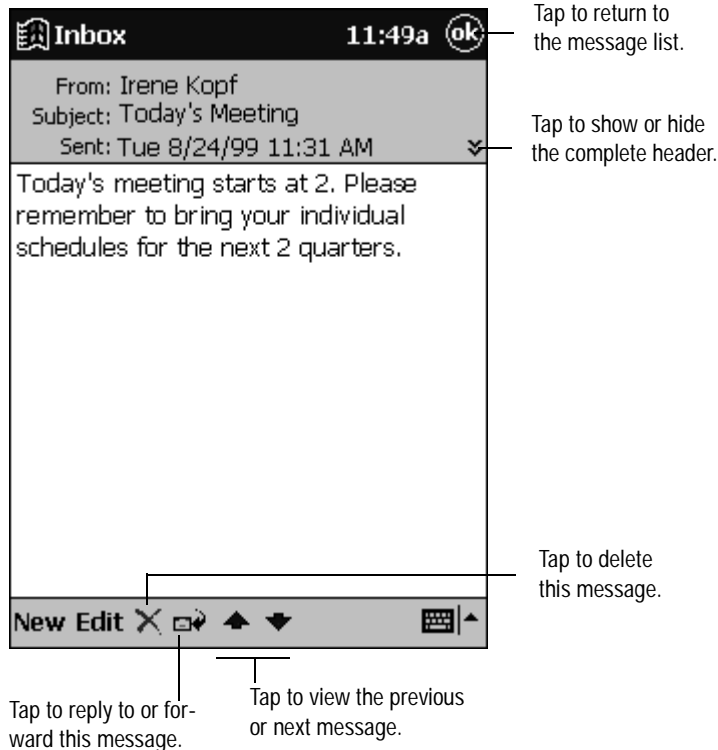 Inbox 11:49a ok
Tap to return to
the message list.
From: Irene Kopf
Subject: Today's Meeting
Sent: Tue 8/24/99 11:31 AM
Tap to show or hide
the complete header.
Today's meeting starts at 2. Please
remember to bring your individual
schedules for the next 2 quarters.
Tap to delete
this message.
New Edit
Tap to reply to or for-
ward this message.
Tap to view the previous
or next message.